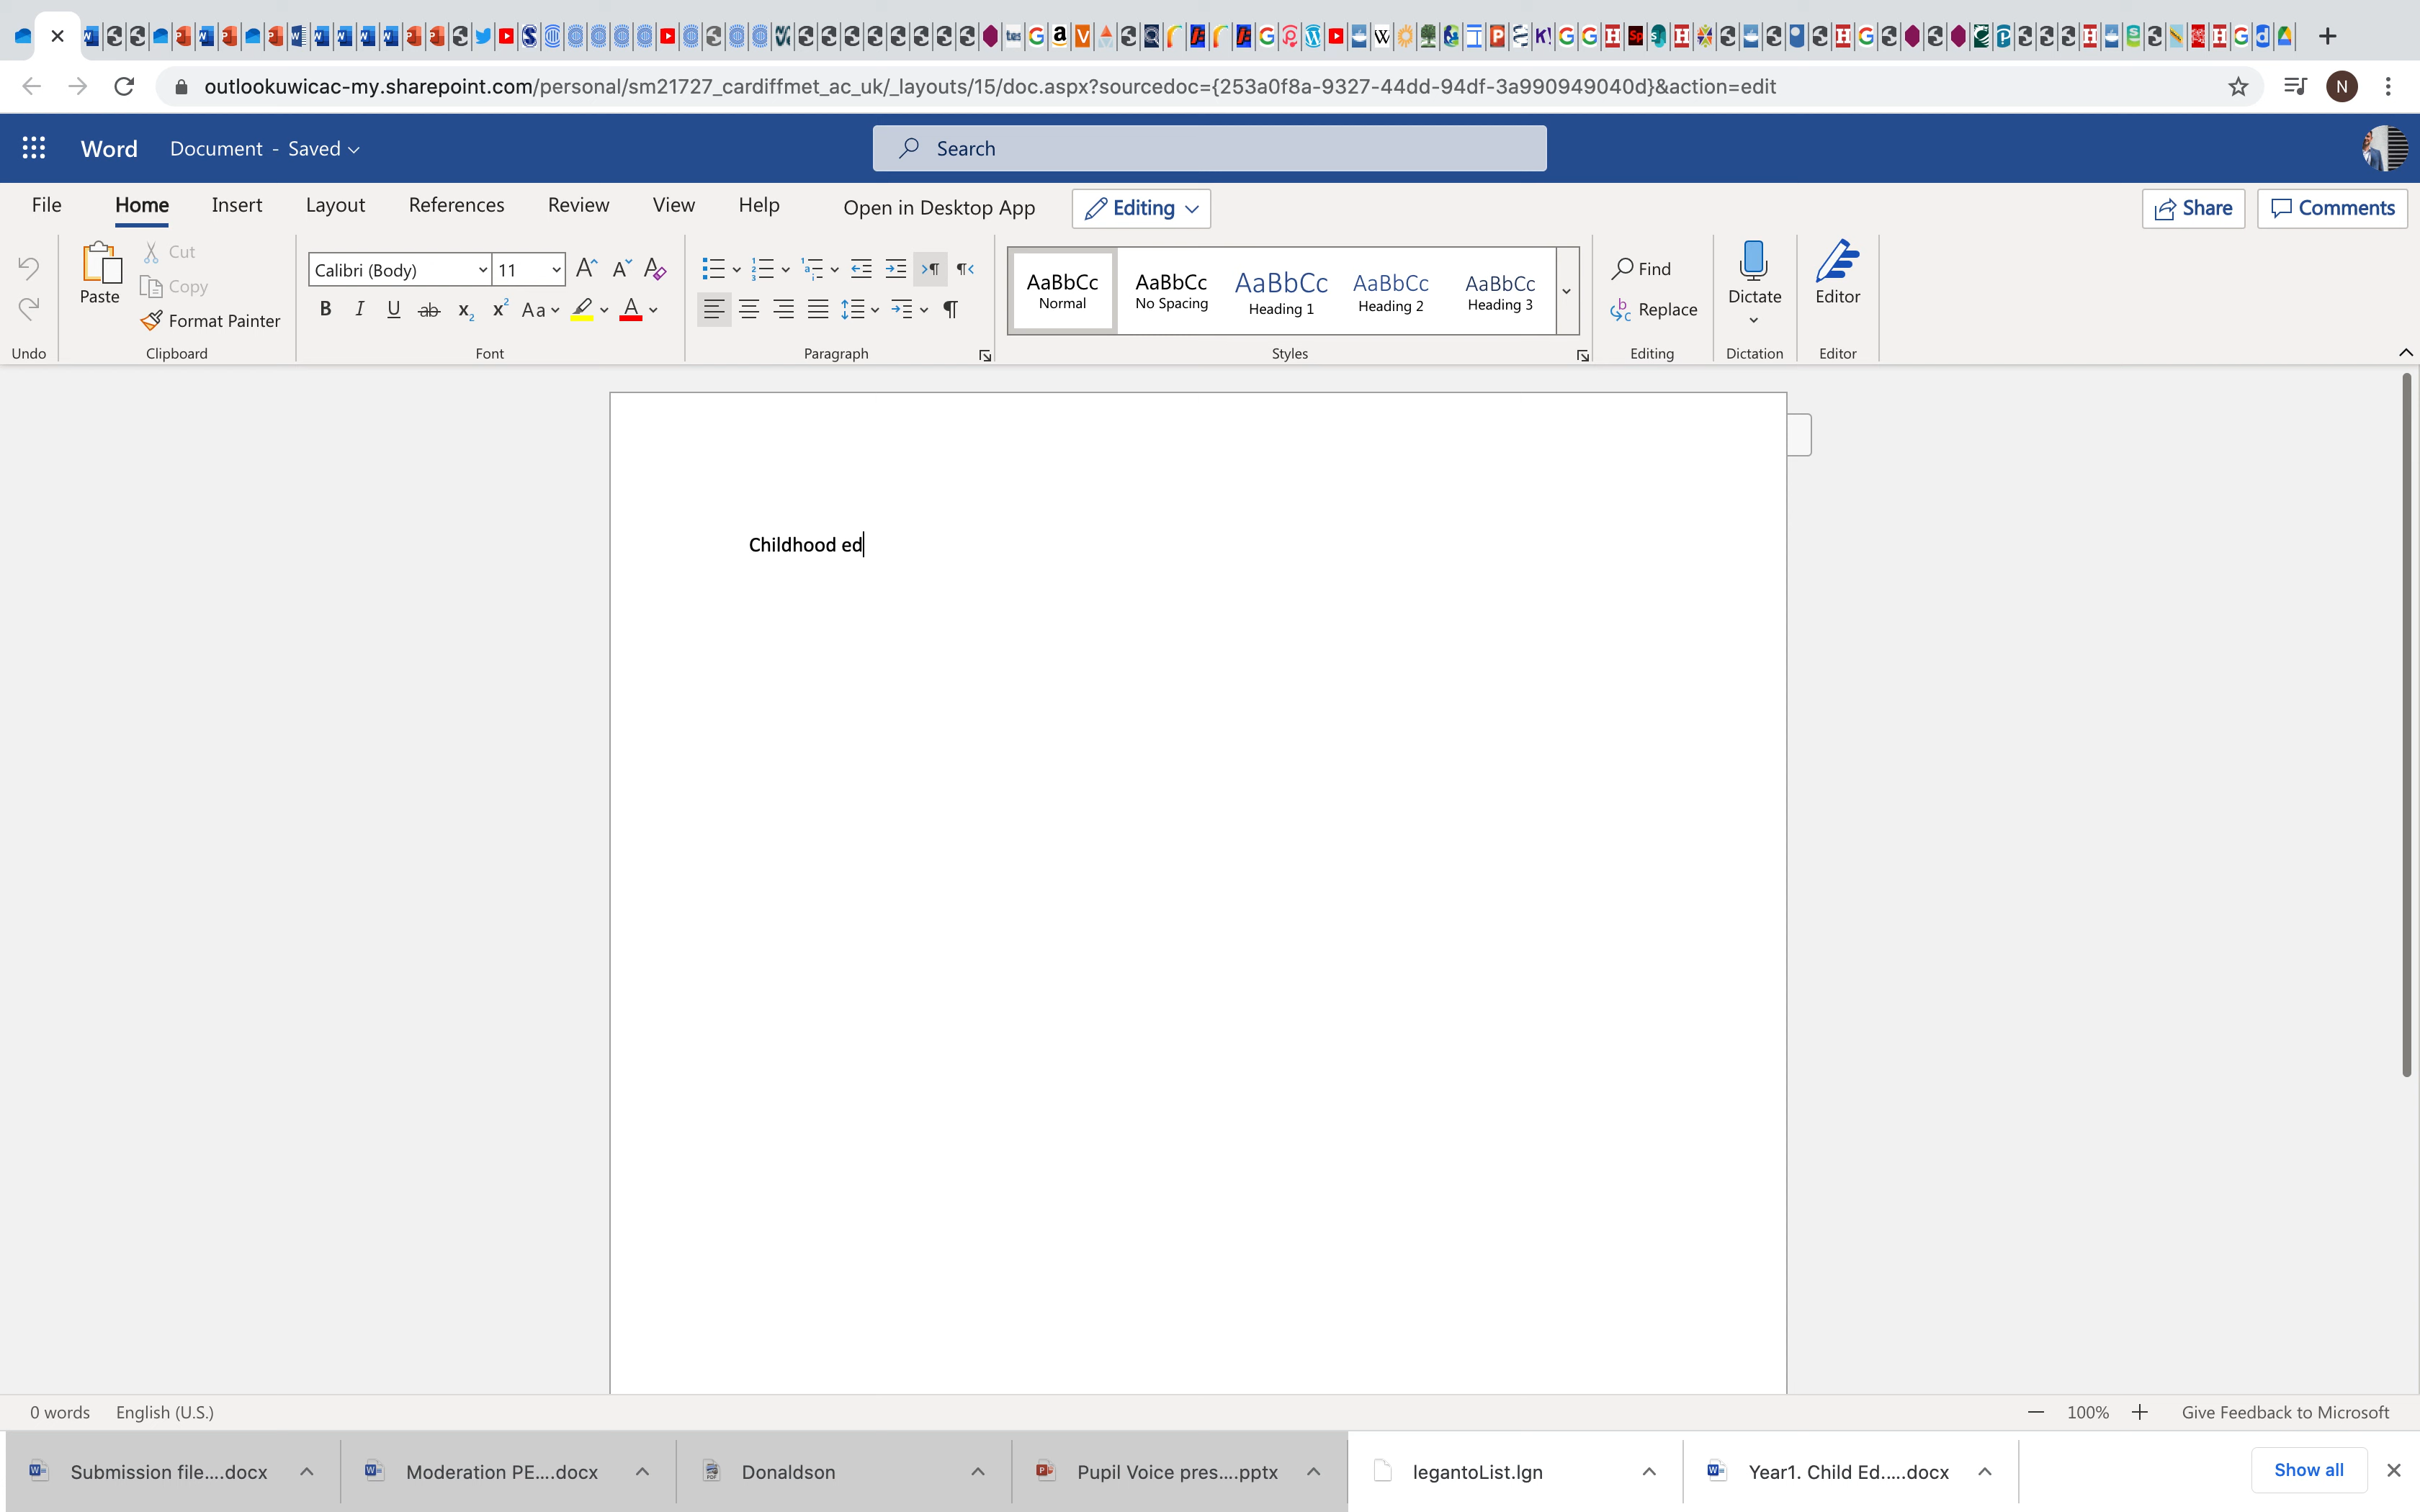 outlookuwicac-my.sharepoint.com/personal/sm21727_cardiffmet_ac_uk/_layouts/15/doc.aspx?sourcedoc={253a0f8a-9327-44dd-94df-3a990949040d}&action=edit
N
Word Document - Saved
Search
File Home Insert Layout References Review View Help Open in Desktop App Editing Share Comments
Paste Cut Copy Format Painter
Calibri (Body) 11
AaBbCc Normal
AaBbCc No Spacing
AaBbCc Heading 1
AaBbCc Heading 2
AaBbCc Heading 3
Find
Replace
Dictate
Editor
Undo Clipboard Font Paragraph Styles Editing Dictation Editor
Childhood ed
0 words English (U.S.) 100% Give Feedback to Microsoft
Submission file....docx Moderation PE....docx Donaldson Pupil Voice pres....pptx legantoList.lgn Year1. Child Ed.....docx Show all